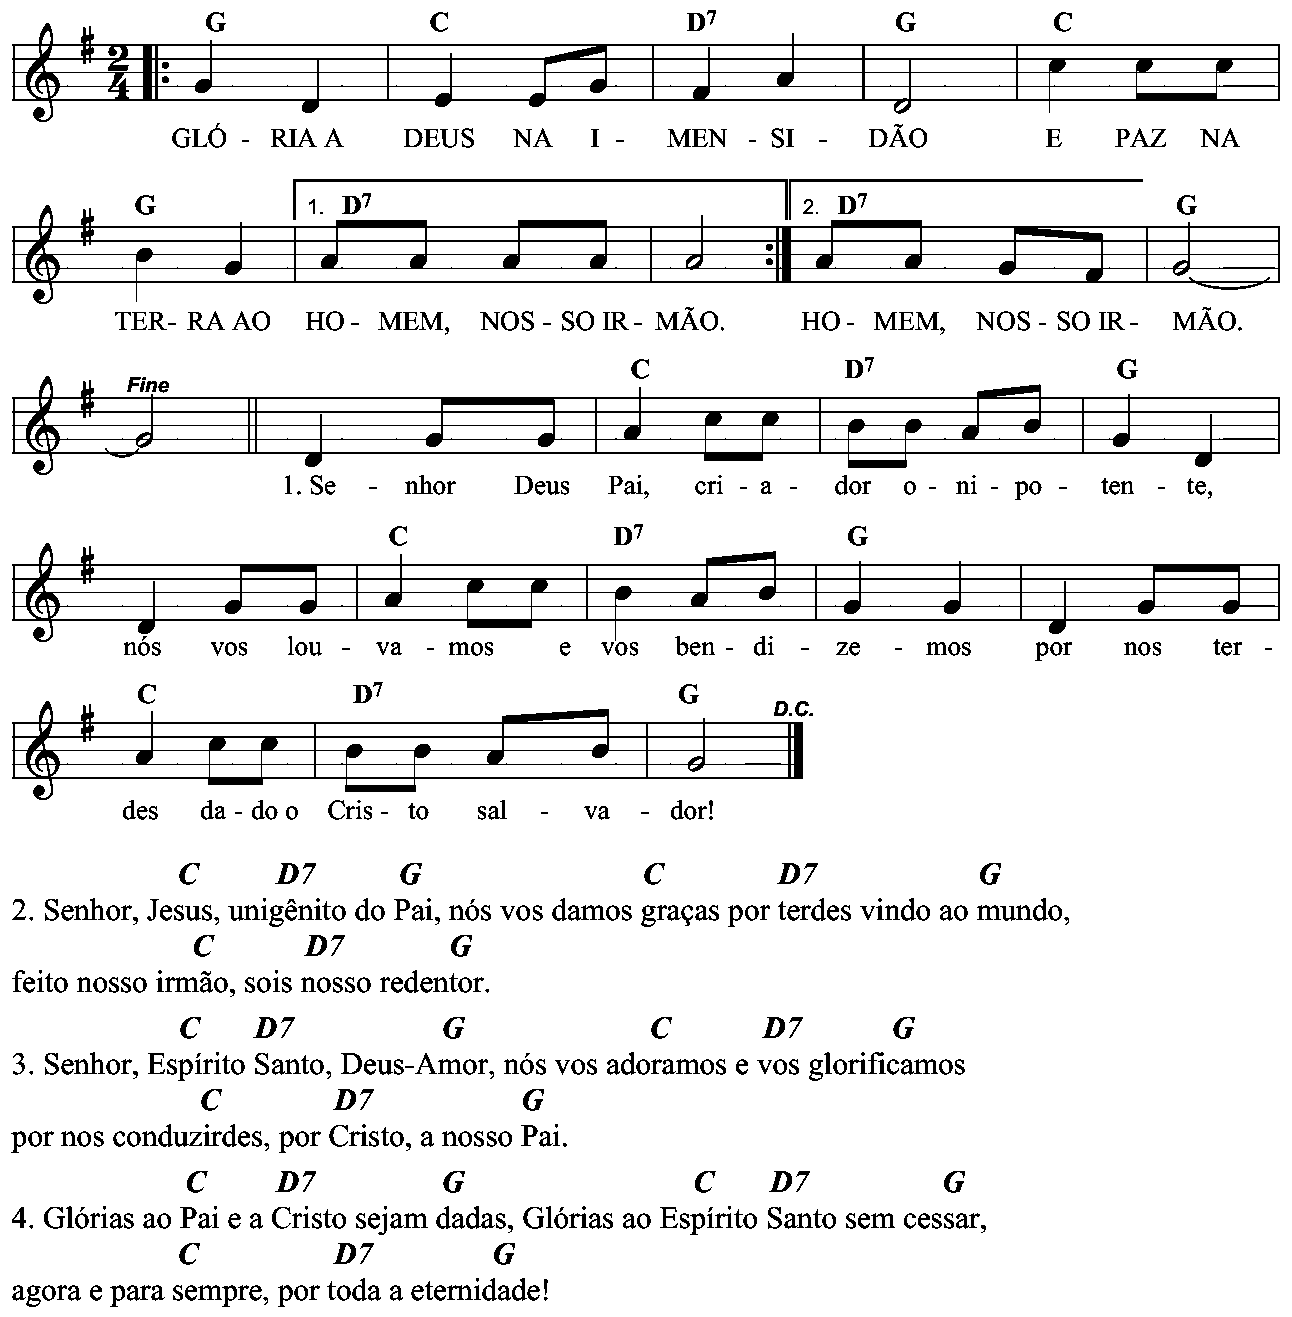 G C D7 G C
2 4
GLÓ - RIA A DEUS NA I - MEN - SI - DÃO E PAZ NA
G 1. D7 2. D7 G
TER- RA AO HO- MEM, NOS- SO IR- MÃO. HO- MEM, NOS- SO IR- MÃO.
Fine C D7 G
1. Se - nhor Deus Pai, cri - a - dor o - ni - po - ten - te,
C D7 G
nós vos lou - va - mos e vos ben - di - ze - mos por nos ter -
C D7 G D.C.
des da - do o Cris - to sal - va - dor!
C D7 G C D7 G
2. Senhor, Jesus, unigênito do Pai, nós vos damos graças por terdes vindo ao mundo,
C D7 G
feito nosso irmão, sois nosso redentor.
C D7 G C D7 G
3. Senhor, Espírito Santo, Deus-Amor, nós vos adoramos e vos glorificamos
C D7 G
por nos conduzirdes, por Cristo, a nosso Pai.
C D7 G C D7 G
4. Glórias ao Pai e a Cristo sejam dadas, Glórias ao Espírito Santo sem cessar,
C D7 G
agora e para sempre, por toda a eternidade!